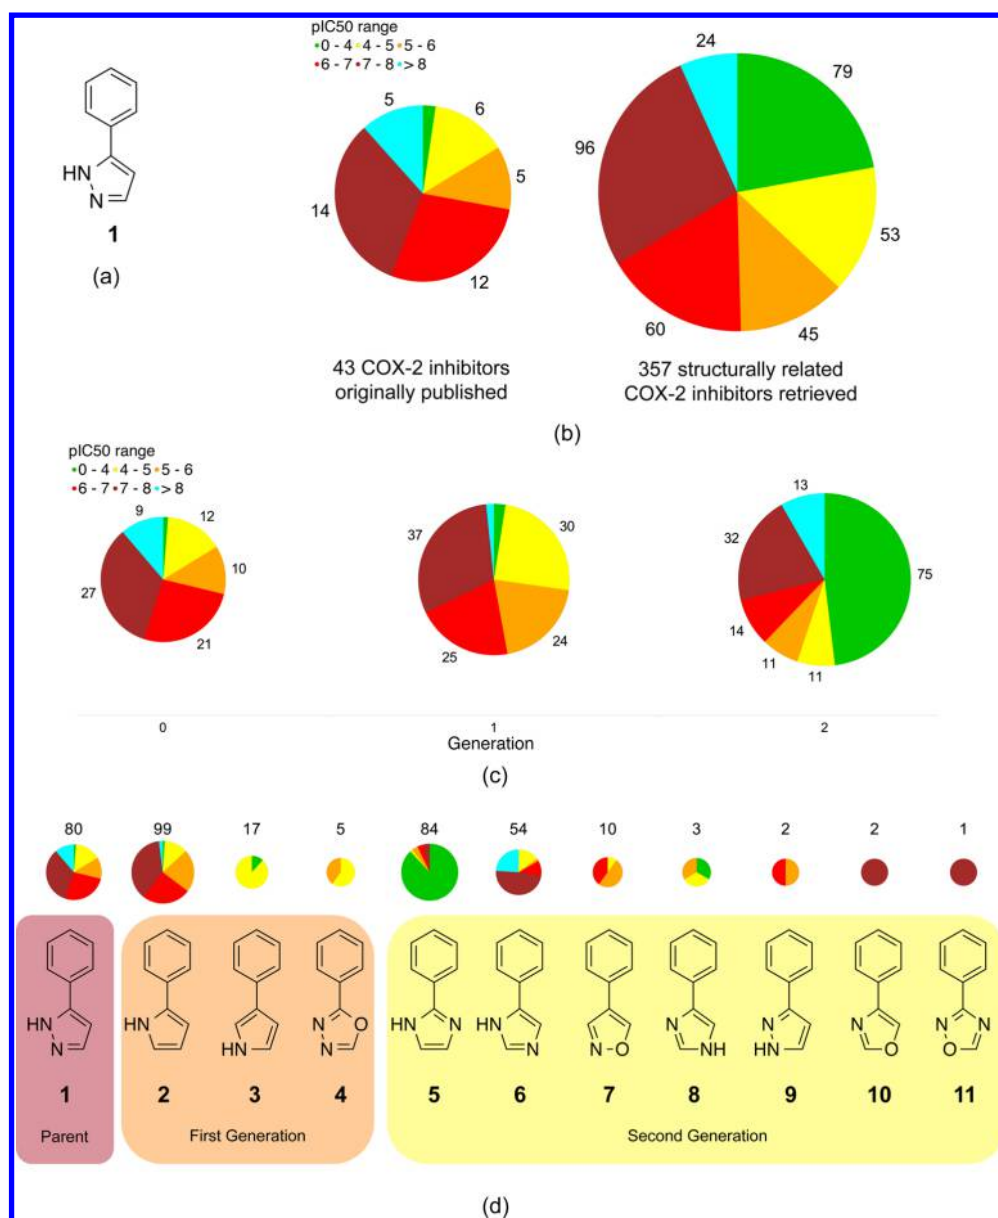 pIC50 range
0 - 4 4 - 5 5 - 6
6 - 7 7 - 8 > 8
HN
N
1
(a)
5
6
5
12
14
24
79
53
45
60
96
43 COX-2 inhibitors
originally published
357 structurally related
COX-2 inhibitors retrieved
(b)
pIC50 range
0 - 4 4 - 5 5 - 6
6 - 7 7 - 8 > 8
9
12
10
21
27
37
30
24
25
13
75
11
11
14
32
0 1 2
Generation
(c)
80 99 17 5 84 54 10 3 2 2 1
HN N
HN
HN
N O N
HN N
HN N
N O
N NH
N HN
N O
N N O
1 2 3 4 5 6 7 8 9 10 11
Parent First Generation Second Generation
(d)